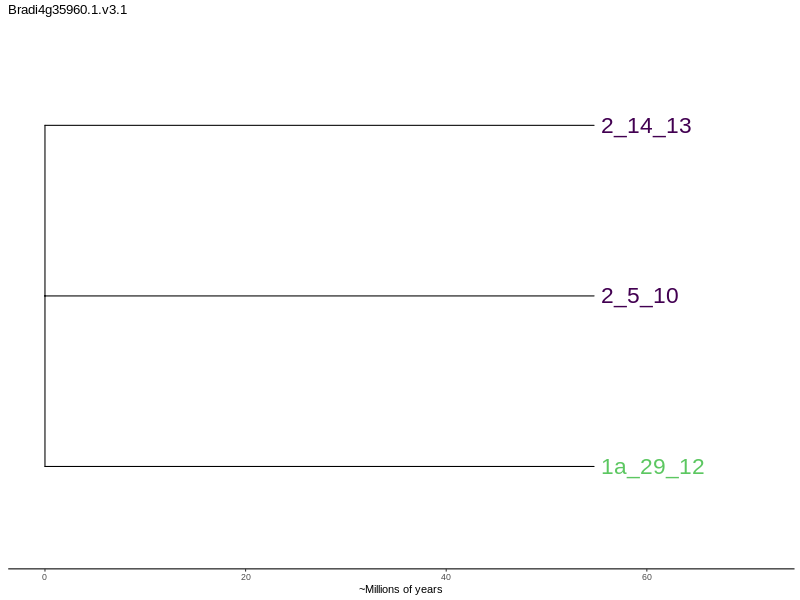 Bradi4g35960.1.v3.1
2_14_13
2_5_10
1a_29_12
0 20 40 60
~Millions of years